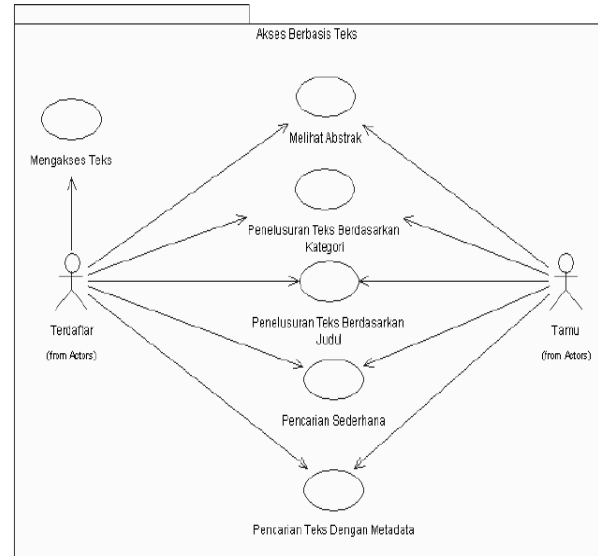 Akses Berbasis Teks
Melihat Abstrak
Mengakses Teks
Penelusuran Teks Berdasarkan
Kategori
Terdaftar
(from Actors)
Tamu
(from Actors)
Penelusuran Teks Berdasarkan
Judul
Pencarian Sederhana
Pencarian Teks Dengan Metadata